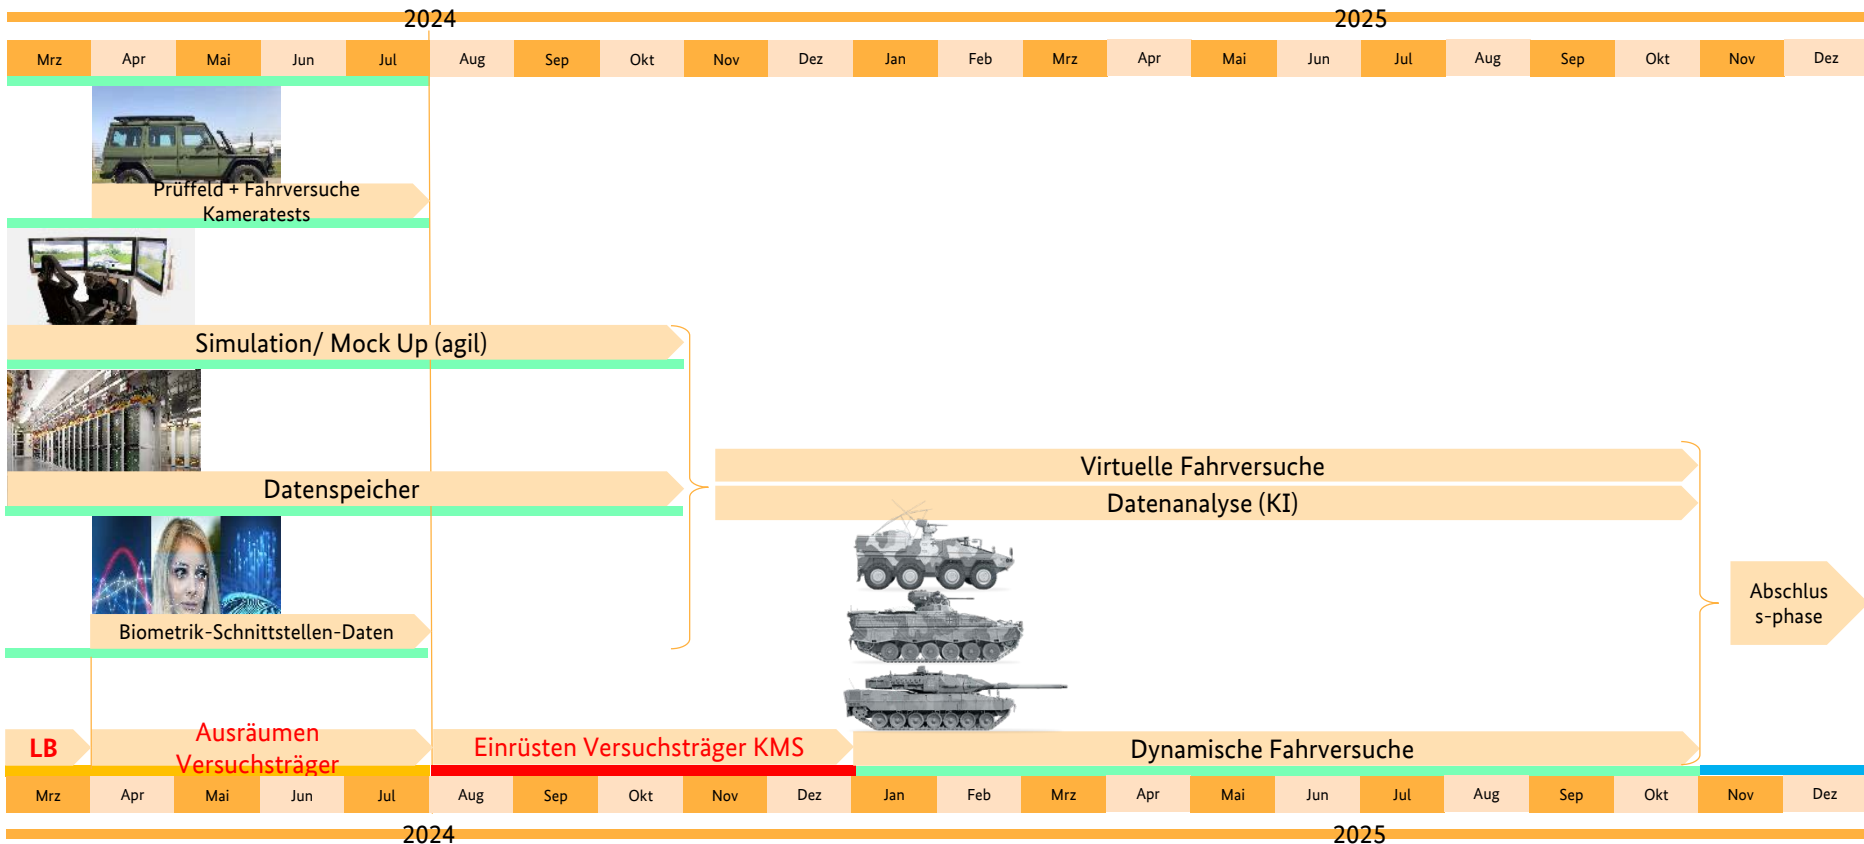 2024 2025
Mrz Apr Mai Jun Jul Aug Sep Okt Nov Dez Jan Feb Mrz Apr Mai Jun Jul Aug Sep Okt Nov Dez
Prüffeld + Fahrversuche
Kameratests
Simulation/ Mock Up (agil)
Datenspeicher
Virtuelle Fahrversuche
Datenanalyse (KI)
Biometrik-Schnittstellen-Daten
Abschlus
s-phase
LB
Ausräumen
Versuchsträger
Einrüsten Versuchsträger KMS
Dynamische Fahrversuche
Mrz Apr Mai Jun Jul Aug Sep Okt Nov Dez Jan Feb Mrz Apr Mai Jun Jul Aug Sep Okt Nov Dez
2024 2025